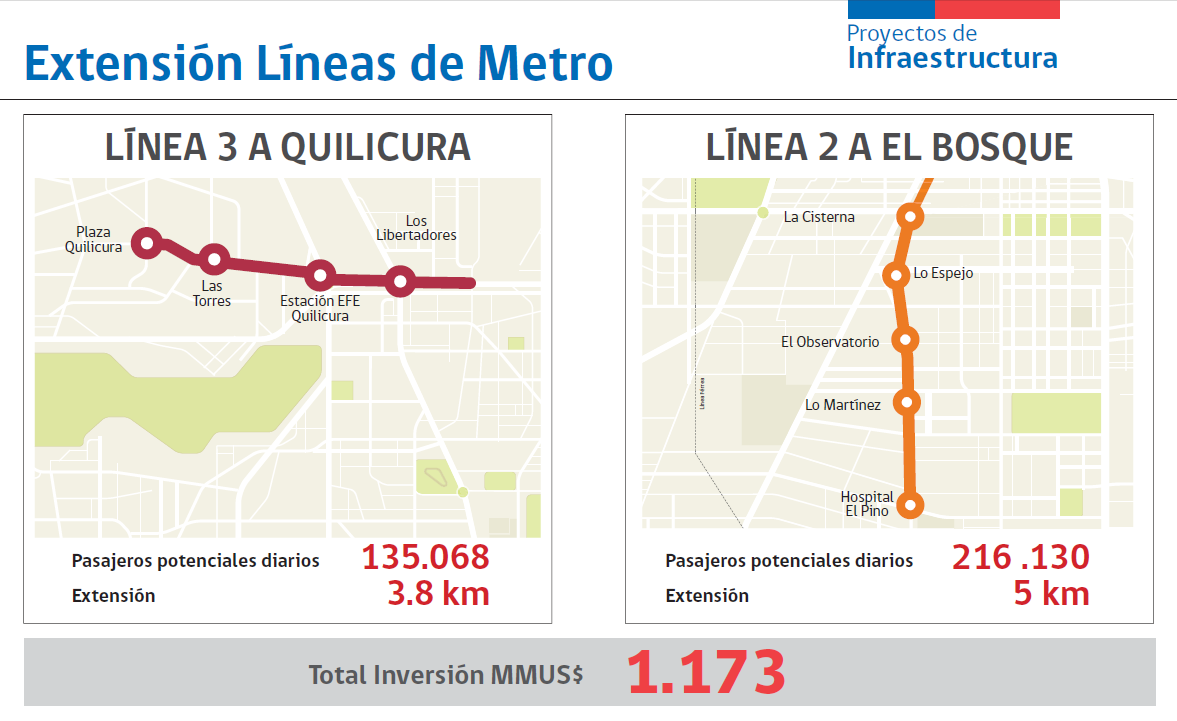 Extensión Líneas de Metro
Proyectos de
Infraestructura
LÍNEA 3 A QUILICURA
Plaza
Quilicura
Las
Torres
Estación EFE
Quilicura
Los
Libertadores
Pasajeros potenciales diarios 135.068
Extensión 3.8 km
LÍNEA 2 A EL BOSQUE
La Cisterna
Lo Espejo
El Observatorio
Lo Martínez
Línea Férrea
Hospital
El Pino
Pasajeros potenciales diarios 216 .130
Extensión 5 km
Total Inversión MMUS$ 1.173